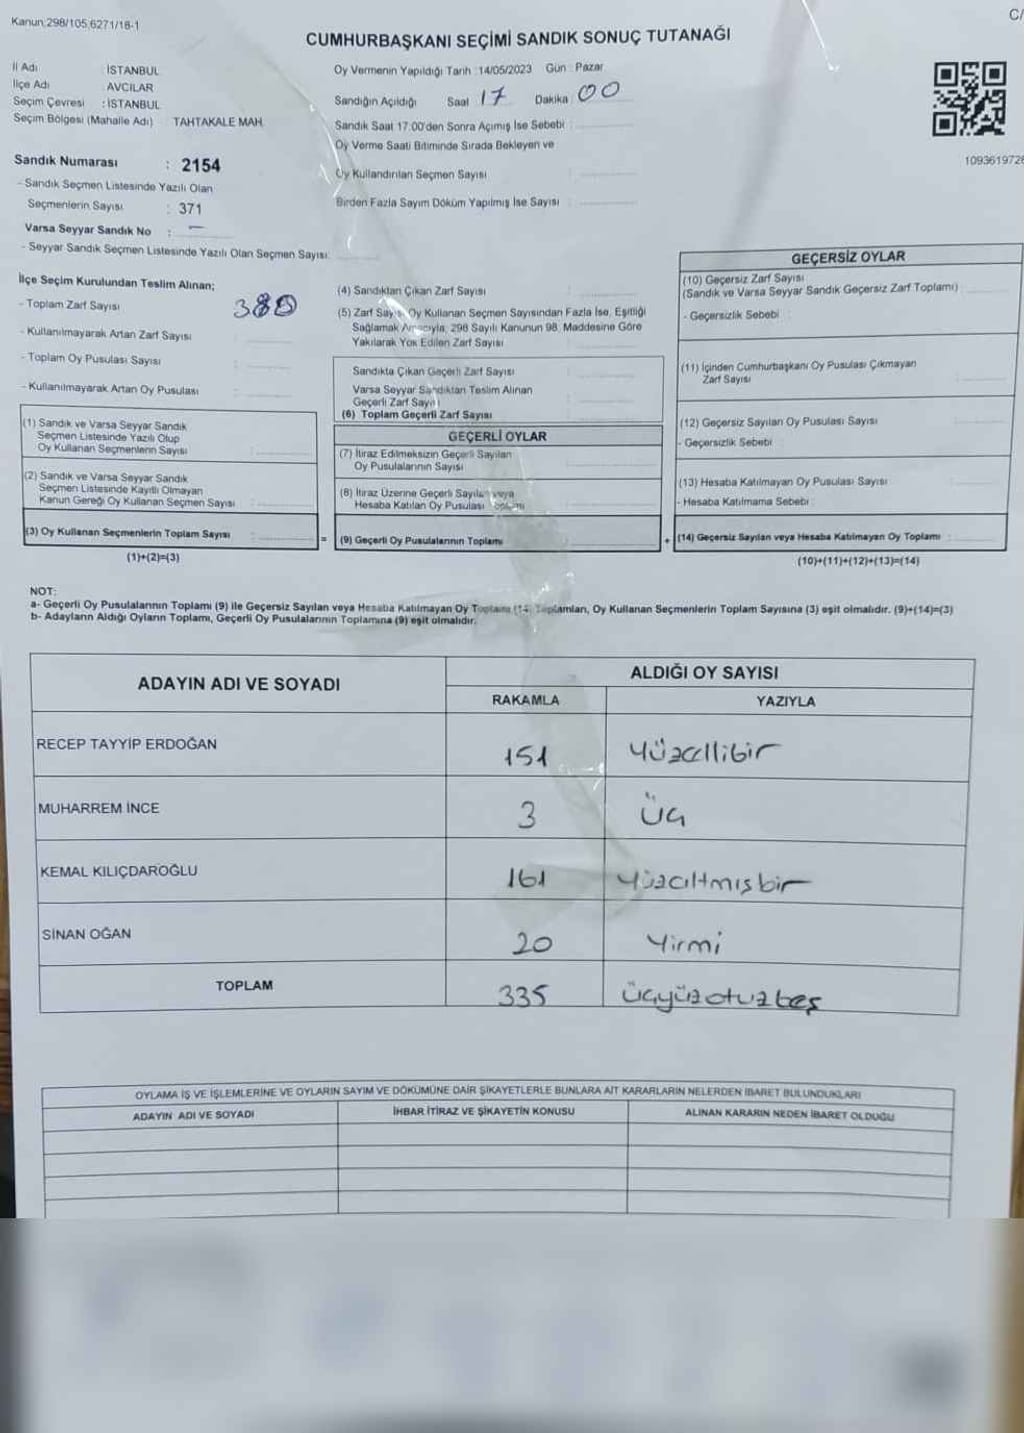 Kanun;298/105,6271/18-1
C/
CUMHURBAŞKANI SEÇİMİ SANDIK SONUÇ TUTANAĞI
İl Adı : İSTANBUL
İlçe Adı : AVCILAR
Seçim Çevresi : İSTANBUL
Seçim Bölgesi (Mahalle Adı) TAHTAKALE MAH.
Sandık Numarası : 2154
- Sandık Seçmen Listesinde Yazılı Olan
Seçmenlerin Sayısı : 371
Varsa Seyyar Sandık No : -
- Seyyar Sandık Seçmen Listesinde Yazılı Olan Seçmen Sayısı:
Oy Vermenin Yapıldığı Tarih :14/05/2023 Gün : Pazar
Sandığın Açıldığı Saat 17 Dakika : 00
Sandık Saat 17:00'den Sonra Açımış İse Sebebi :
Oy Verme Saati Bitiminde Sırada Bekleyen ve
Oy Kullandırılan Seçmen Sayısı :
Birden Fazla Sayım Döküm Yapılmış İse Sayısı :
1093619728
İlçe Seçim Kurulundan Teslim Alınan;
- Toplam Zarf Sayısı 380
- Kullanılmayarak Artan Zarf Sayısı :
- Toplam Oy Pusulası Sayısı :
- Kullanılmayarak Artan Oy Pusulası :
(1) Sandık ve Varsa Seyyar Sandık
Seçmen Listesinde Yazılı Olup
Oy Kullanan Seçmenlerin Sayısı :
(2) Sandık ve Varsa Seyyar Sandık
Seçmen Listesinde Kayıtlı Olmayan
Kanun Gereği Oy Kullanan Seçmen Sayısı :
(3) Oy Kullanan Seçmenlerin Toplam Sayısı : =
(1)+(2)=(3)
(4) Sandıktan Çıkan Zarf Sayısı :
(5) Zarf Sayısı Oy Kullanan Seçmen Sayısından Fazla İse, Eşitliği
Sağlamak Amacıyla, 298 Sayılı Kanunun 98. Maddesine Göre
Yakılarak Yok Edilen Zarf Sayısı :
Sandıkta Çıkan Geçerli Zarf Sayısı :
Varsa Seyyar Sandıktan Teslim Alınan
Geçerli Zarf Sayısı :
(6) Toplam Geçerli Zarf Sayısı :
GEÇERLİ OYLAR
(7) İtiraz Edilmeksizin Geçerli Sayılan
Oy Pusulalarının Sayısı :
(8) İtiraz Üzerine Geçerli Sayılan veya
Hesaba Katılan Oy Pusulası Toplamı :
(9) Geçerli Oy Pusulalarının Toplamı : +
GEÇERSİZ OYLAR
(10) Geçersiz Zarf Sayısı
(Sandık ve Varsa Seyyar Sandık Geçersiz Zarf Toplamı) :
- Geçersizlik Sebebi :
(11) İçinden Cumhurbaşkanı Oy Pusulası Çıkmayan
Zarf Sayısı :
(12) Geçersiz Sayılan Oy Pusulası Sayısı :
- Geçersizlik Sebebi :
(13) Hesaba Katılmayan Oy Pusulası Sayısı :
- Hesaba Katılmama Sebebi :
(14) Geçersiz Sayılan veya Hesaba Katılmayan Oy Toplamı :
(10)+(11)+(12)+(13)=(14)
NOT:
a- Geçerli Oy Pusulalarının Toplamı (9) ile Geçersiz Sayılan veya Hesaba Katılmayan Oy Toplamı (14) Toplamları, Oy Kullanan Seçmenlerin Toplam Sayısına (3) eşit olmalıdır. (9)+(14)=(3)
b- Adayların Aldığı Oyların Toplamı, Geçerli Oy Pusulalarının Toplamına (9) eşit olmalıdır.
ADAYIN ADI VE SOYADI ALDIĞI OY SAYISI
RAKAMLA YAZIYLA
RECEP TAYYİP ERDOĞAN 151 Yüzellibir
MUHARREM İNCE 3 üç
KEMAL KILIÇDAROĞLU 161 Yüzaltmışbir
SİNAN OĞAN 20 Yirmi
TOPLAM 335 üçyüzotuzbeş
OYLAMA İŞ VE İŞLEMLERİNE VE OYLARIN SAYIM VE DÖKÜMÜNE DAİR ŞİKAYETLERLE BUNLARA AİT KARARLARIN NELERDEN İBARET BULUNDUKLARI
ADAYIN ADI VE SOYADI İHBAR İTİRAZ VE ŞİKAYETİN KONUSU ALINAN KARARIN NEDEN İBARET OLDUĞU